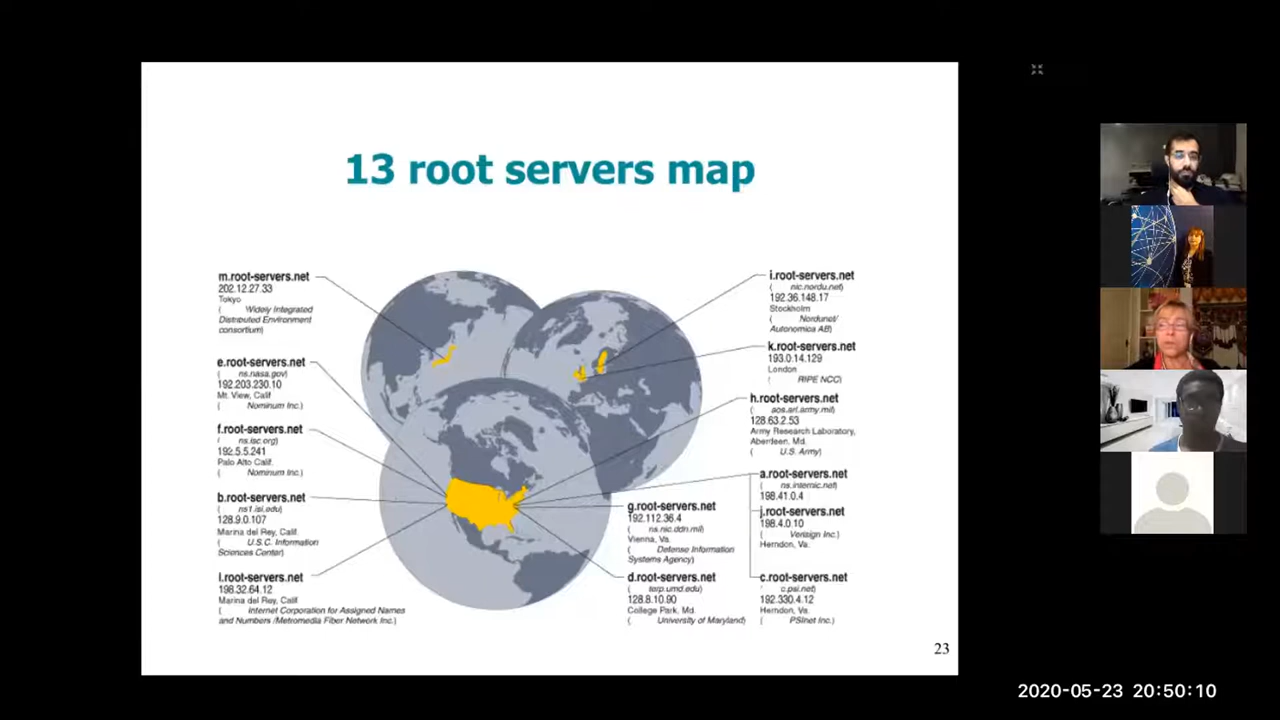 13 root servers map
m.root-servers.net
202.12.27.33
Tokyo
( Widely Integrated
Distributed Environment
consortium)
e.root-servers.net
( ns.nasa.gov)
192.203.230.10
Mt. View, Calif
( Nominum Inc.)
f.root-servers.net
( ns.isc.org)
192.5.5.241
Palo Alto Calif.
( Nominum Inc.)
b.root-servers.net
( ns1.isi.edu)
128.9.0.107
Marina del Rey, Calif
( U.S.C. Information
Sciences Center)
l.root-servers.net
198.32.64.12
Marina del Rey, Calif
( Internet Corporation for Assigned Names
and Numbers /Metromedia Fiber Network Inc.)
i.root-servers.net
( nic.nordu.net)
192.36.148.17
Stockholm
( Nordunet/
Autonomica AB)
k.root-servers.net
193.0.14.129
London
( RIPE NCC)
h.root-servers.net
( aos.arl.army.mil)
128.63.2.53
Army Research Laboratory,
Aberdeen, Md.
( U.S. Army)
a.root-servers.net
( ns.internic.net)
198.41.0.4
j.root-servers.net
198.4.0.10
( Verisign Inc.)
Herndon, Va.
g.root-servers.net
192.112.36.4
( ns.nic.ddn.mil)
Vienna, Va.
( Defense Information
Systems Agency)
d.root-servers.net
( terp.umd.edu)
128.8.10.90
College Park, Md.
( University of Maryland)
c.root-servers.net
( c.psi.net)
192.330.4.12
Herndon, Va.
( PSInet Inc.)
23
2020-05-23 20:50:10